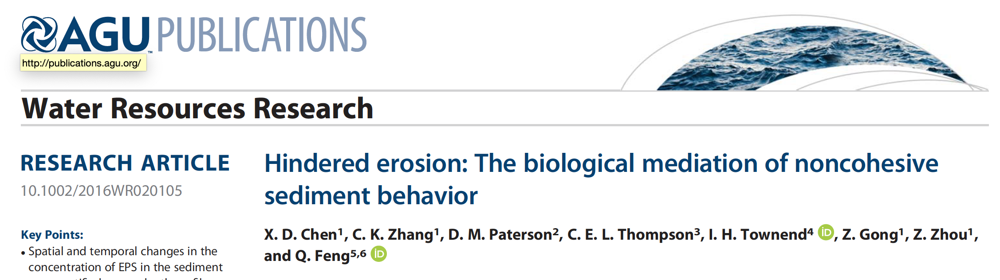 AGU PUBLICATIONS
http://publications.agu.org/
Water Resources Research
RESEARCH ARTICLE
10.1002/2016WR020105
Hindered erosion: The biological mediation of noncohesive
sediment behavior
X. D. Chen1, C. K. Zhang1, D. M. Paterson2, C. E. L. Thompson3, I. H. Townend4 iD, Z. Gong1, Z. Zhou1,
and Q. Feng5,6 iD
Key Points:
• Spatial and temporal changes in the
concentration of EPS in the sediment